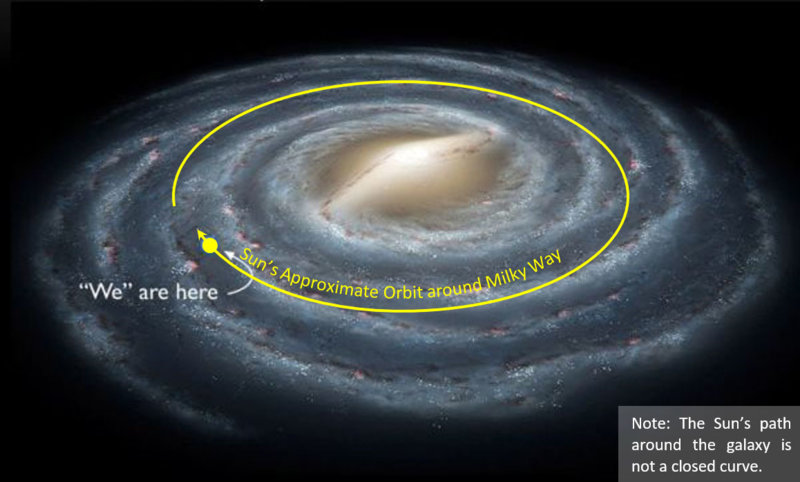 Sun's Approximate Orbit around Milky Way
"We" are here
Note: The Sun's path
around the galaxy is
not a closed curve.